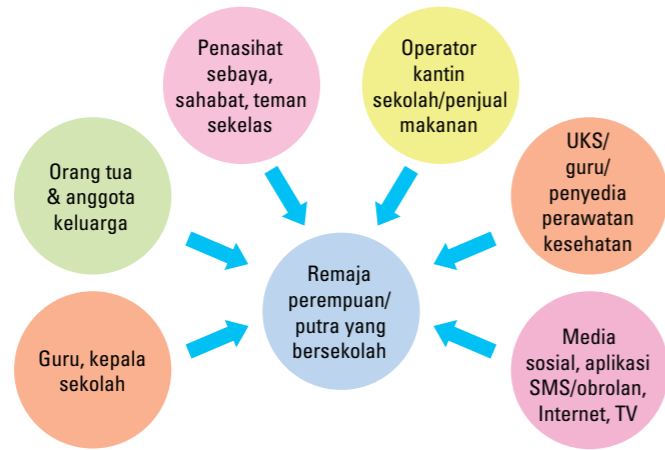 Penasihat
sebaya,
sahabat, teman
sekelas
Operator
kantin
sekolah/penjual
makanan
Orang tua
& anggota
keluarga
UKS/
guru/
penyedia
perawatan
kesehatan
Remaja
perempuan/
putra yang
bersekolah
Guru, kepala
sekolah
Media
sosial, aplikasi
SMS/obrolan,
Internet, TV